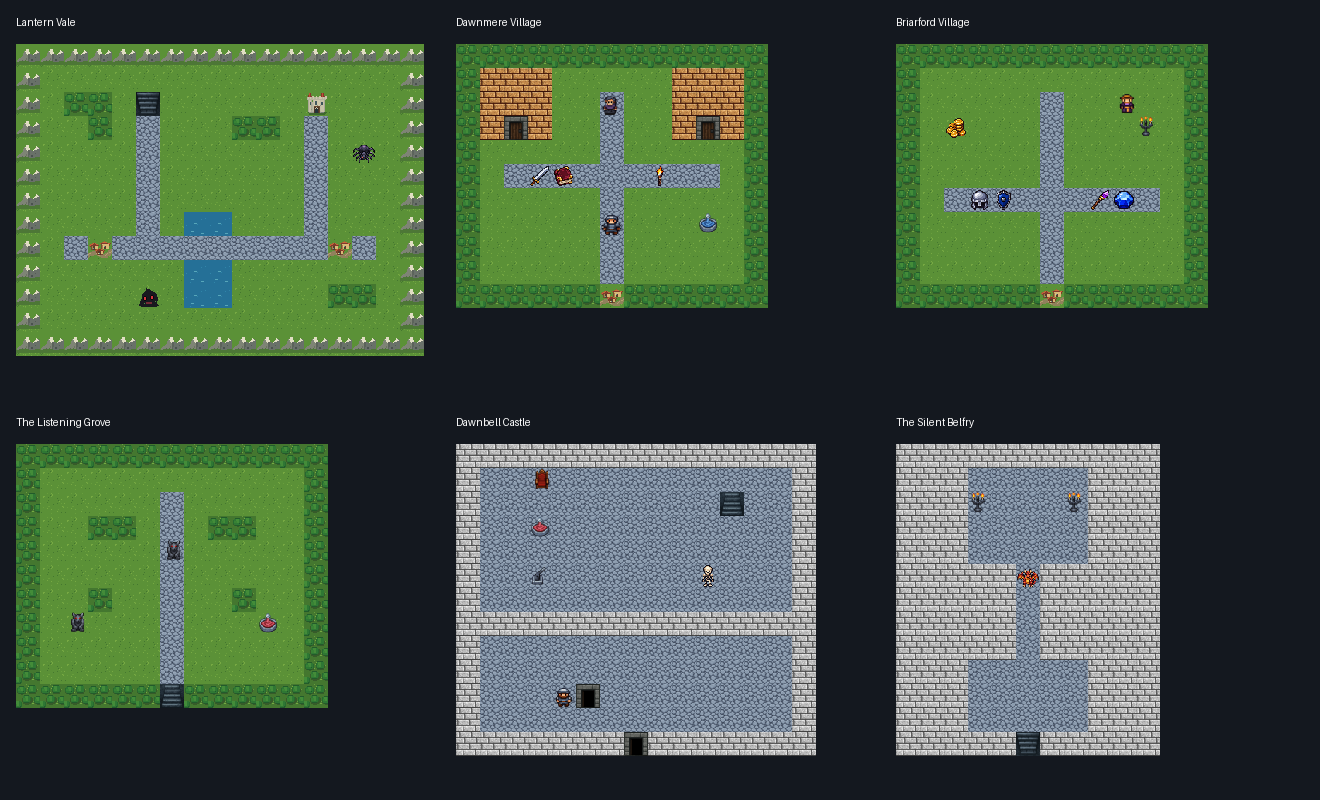 Lantern Vale
Dawnmere Village
Briarford Village
The Listening Grove
Dawnbell Castle
The Silent Belfry